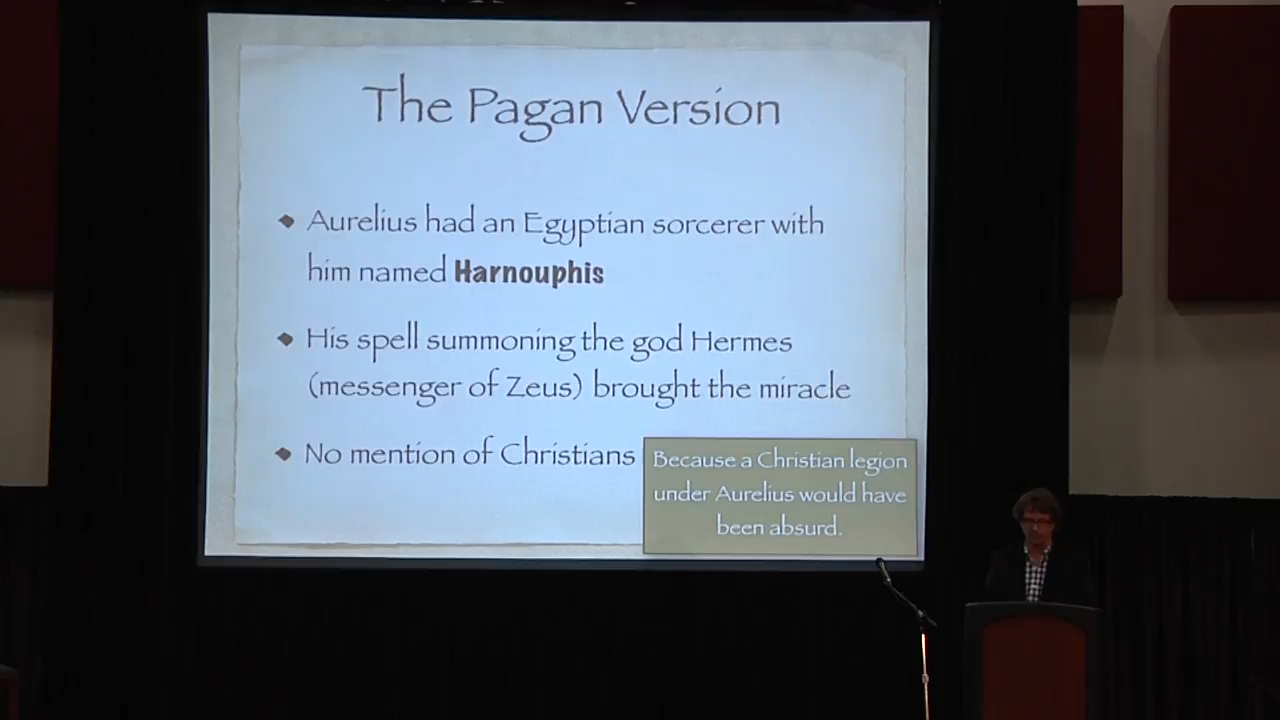 The Pagan Version
Aurelius had an Egyptian sorcerer with
him named Harnouphis
His spell summoning the god Hermes
(messenger of Zeus) brought the miracle
No mention of Christians
Because a Christian legion
under Aurelius would have
been absurd.